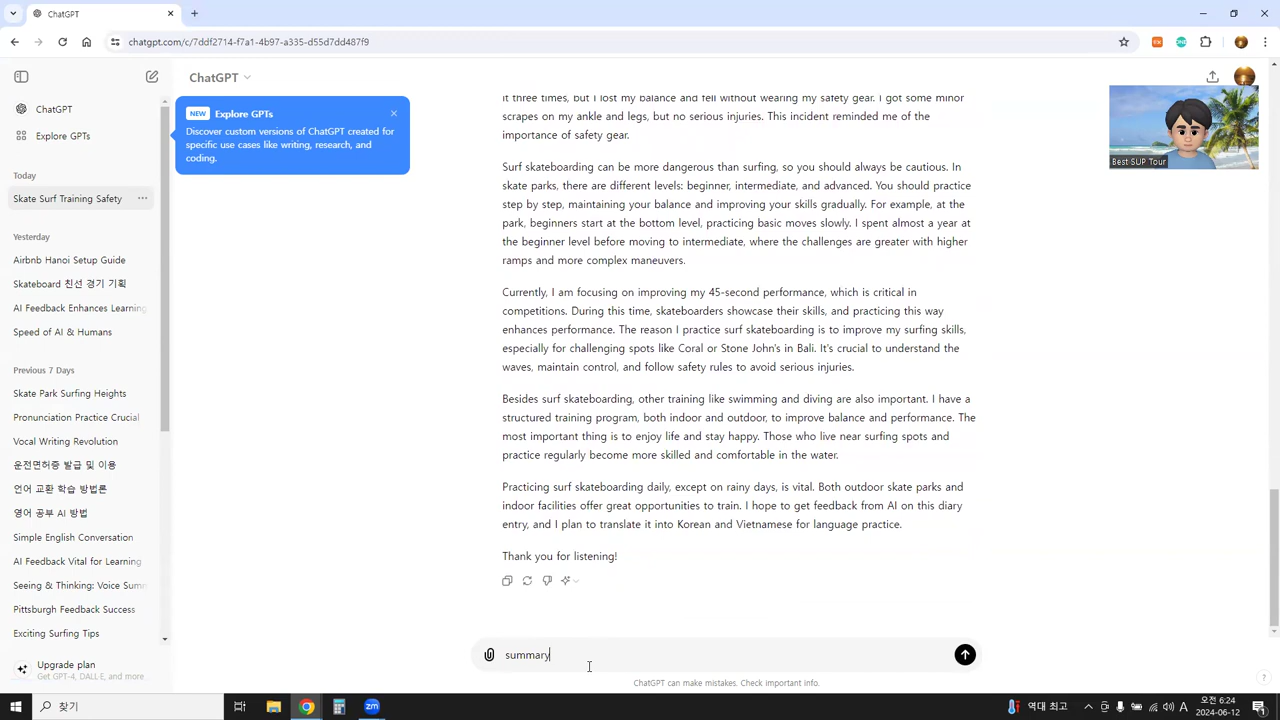 ChatGPT
chatgpt.com/c/7ddf2714-f7a1-4b97-a335-d55d7dd487f9
ChatGPT
Explore GPTs
Today
Skate Surf Training Safety
Yesterday
Airbnb Hanoi Setup Guide
Skateboard 친선 경기 기획
AI Feedback Enhances Learning
Speed of AI & Humans
Previous 7 Days
Skate Park Surfing Heights
Pronunciation Practice Crucial
Vocal Writing Revolution
운전면허증 발급 및 이용
언어 교환 학습 방법론
영어 공부 AI 방법
Simple English Conversation
AI Feedback Vital for Learning
Seeing & Thinking: Voice Summ
Pittsburgh Feedback Success
Exciting Surfing Tips
Upgrade plan
Get GPT-4, DALL·E, and more
ChatGPT
NEW Explore GPTs
Discover custom versions of ChatGPT created for
specific use cases like writing, research, and
coding.
it three times, but I lost my balance and fell without wearing my safety gear. I got some minor
scrapes on my ankle and legs, but no serious injuries. This incident reminded me of the
importance of safety gear.
Surf skateboarding can be more dangerous than surfing, so you should always be cautious. In
skate parks, there are different levels: beginner, intermediate, and advanced. You should practice
step by step, maintaining your balance and improving your skills gradually. For example, at the
park, beginners start at the bottom level, practicing basic moves slowly. I spent almost a year at
the beginner level before moving to intermediate, where the challenges are greater with higher
ramps and more complex maneuvers.
Currently, I am focusing on improving my 45-second performance, which is critical in
competitions. During this time, skateboarders showcase their skills, and practicing this way
enhances performance. The reason I practice surf skateboarding is to improve my surfing skills,
especially for challenging spots like Coral or Stone John's in Bali. It's crucial to understand the
waves, maintain control, and follow safety rules to avoid serious injuries.
Besides surf skateboarding, other training like swimming and diving are also important. I have a
structured training program, both indoor and outdoor, to improve balance and performance. The
most important thing is to enjoy life and stay happy. Those who live near surfing spots and
practice regularly become more skilled and comfortable in the water.
Practicing surf skateboarding daily, except on rainy days, is vital. Both outdoor skate parks and
indoor facilities offer great opportunities to train. I hope to get feedback from AI on this diary
entry, and I plan to translate it into Korean and Vietnamese for language practice.
Thank you for listening!
summary
ChatGPT can make mistakes. Check important info.
?
Best SUP Tour
찾기
역대 최고
A
오전 6:24
2024-06-12